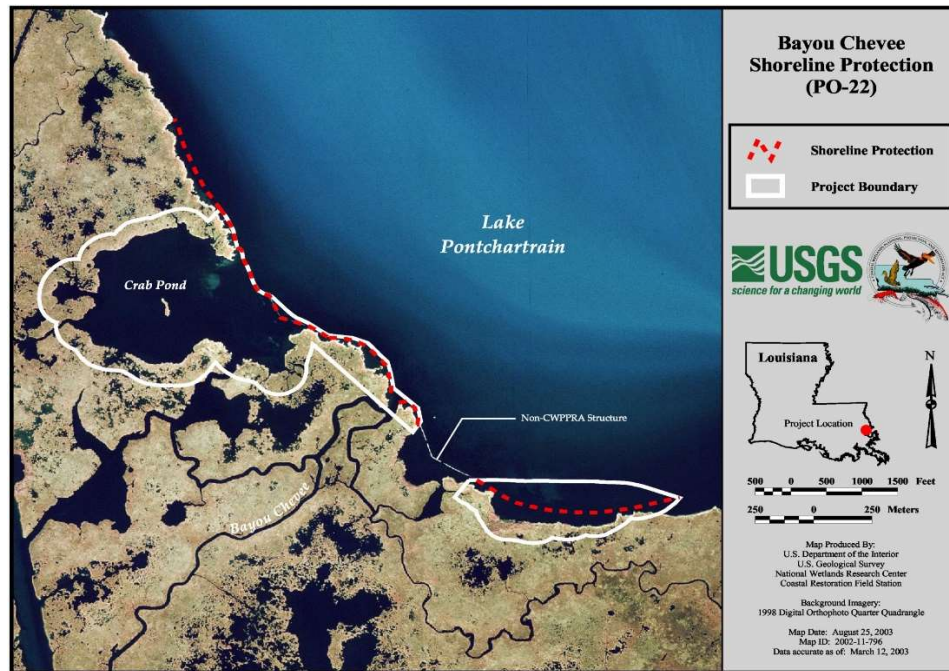 Bayou Chevee
Shoreline Protection
(PO-22)
Shoreline Protection
Project Boundary
Lake
Pontchartrain
Crab Pond
Non-CWPPRA Structure
Bayou Chevee
USGS
science for a changing world
Louisiana
N
Project Location
500 0 500 1000 1500 Feet
250 0 250 Meters
Map Produced By:
U.S. Department of the Interior
U.S. Geological Survey
National Wetlands Research Center
Coastal Restoration Field Station
Background Imagery:
1998 Digital Orthophoto Quarter Quadrangle
Map Date: August 25, 2003
Map ID: 2002-11-796
Data accurate as of: March 12, 2003